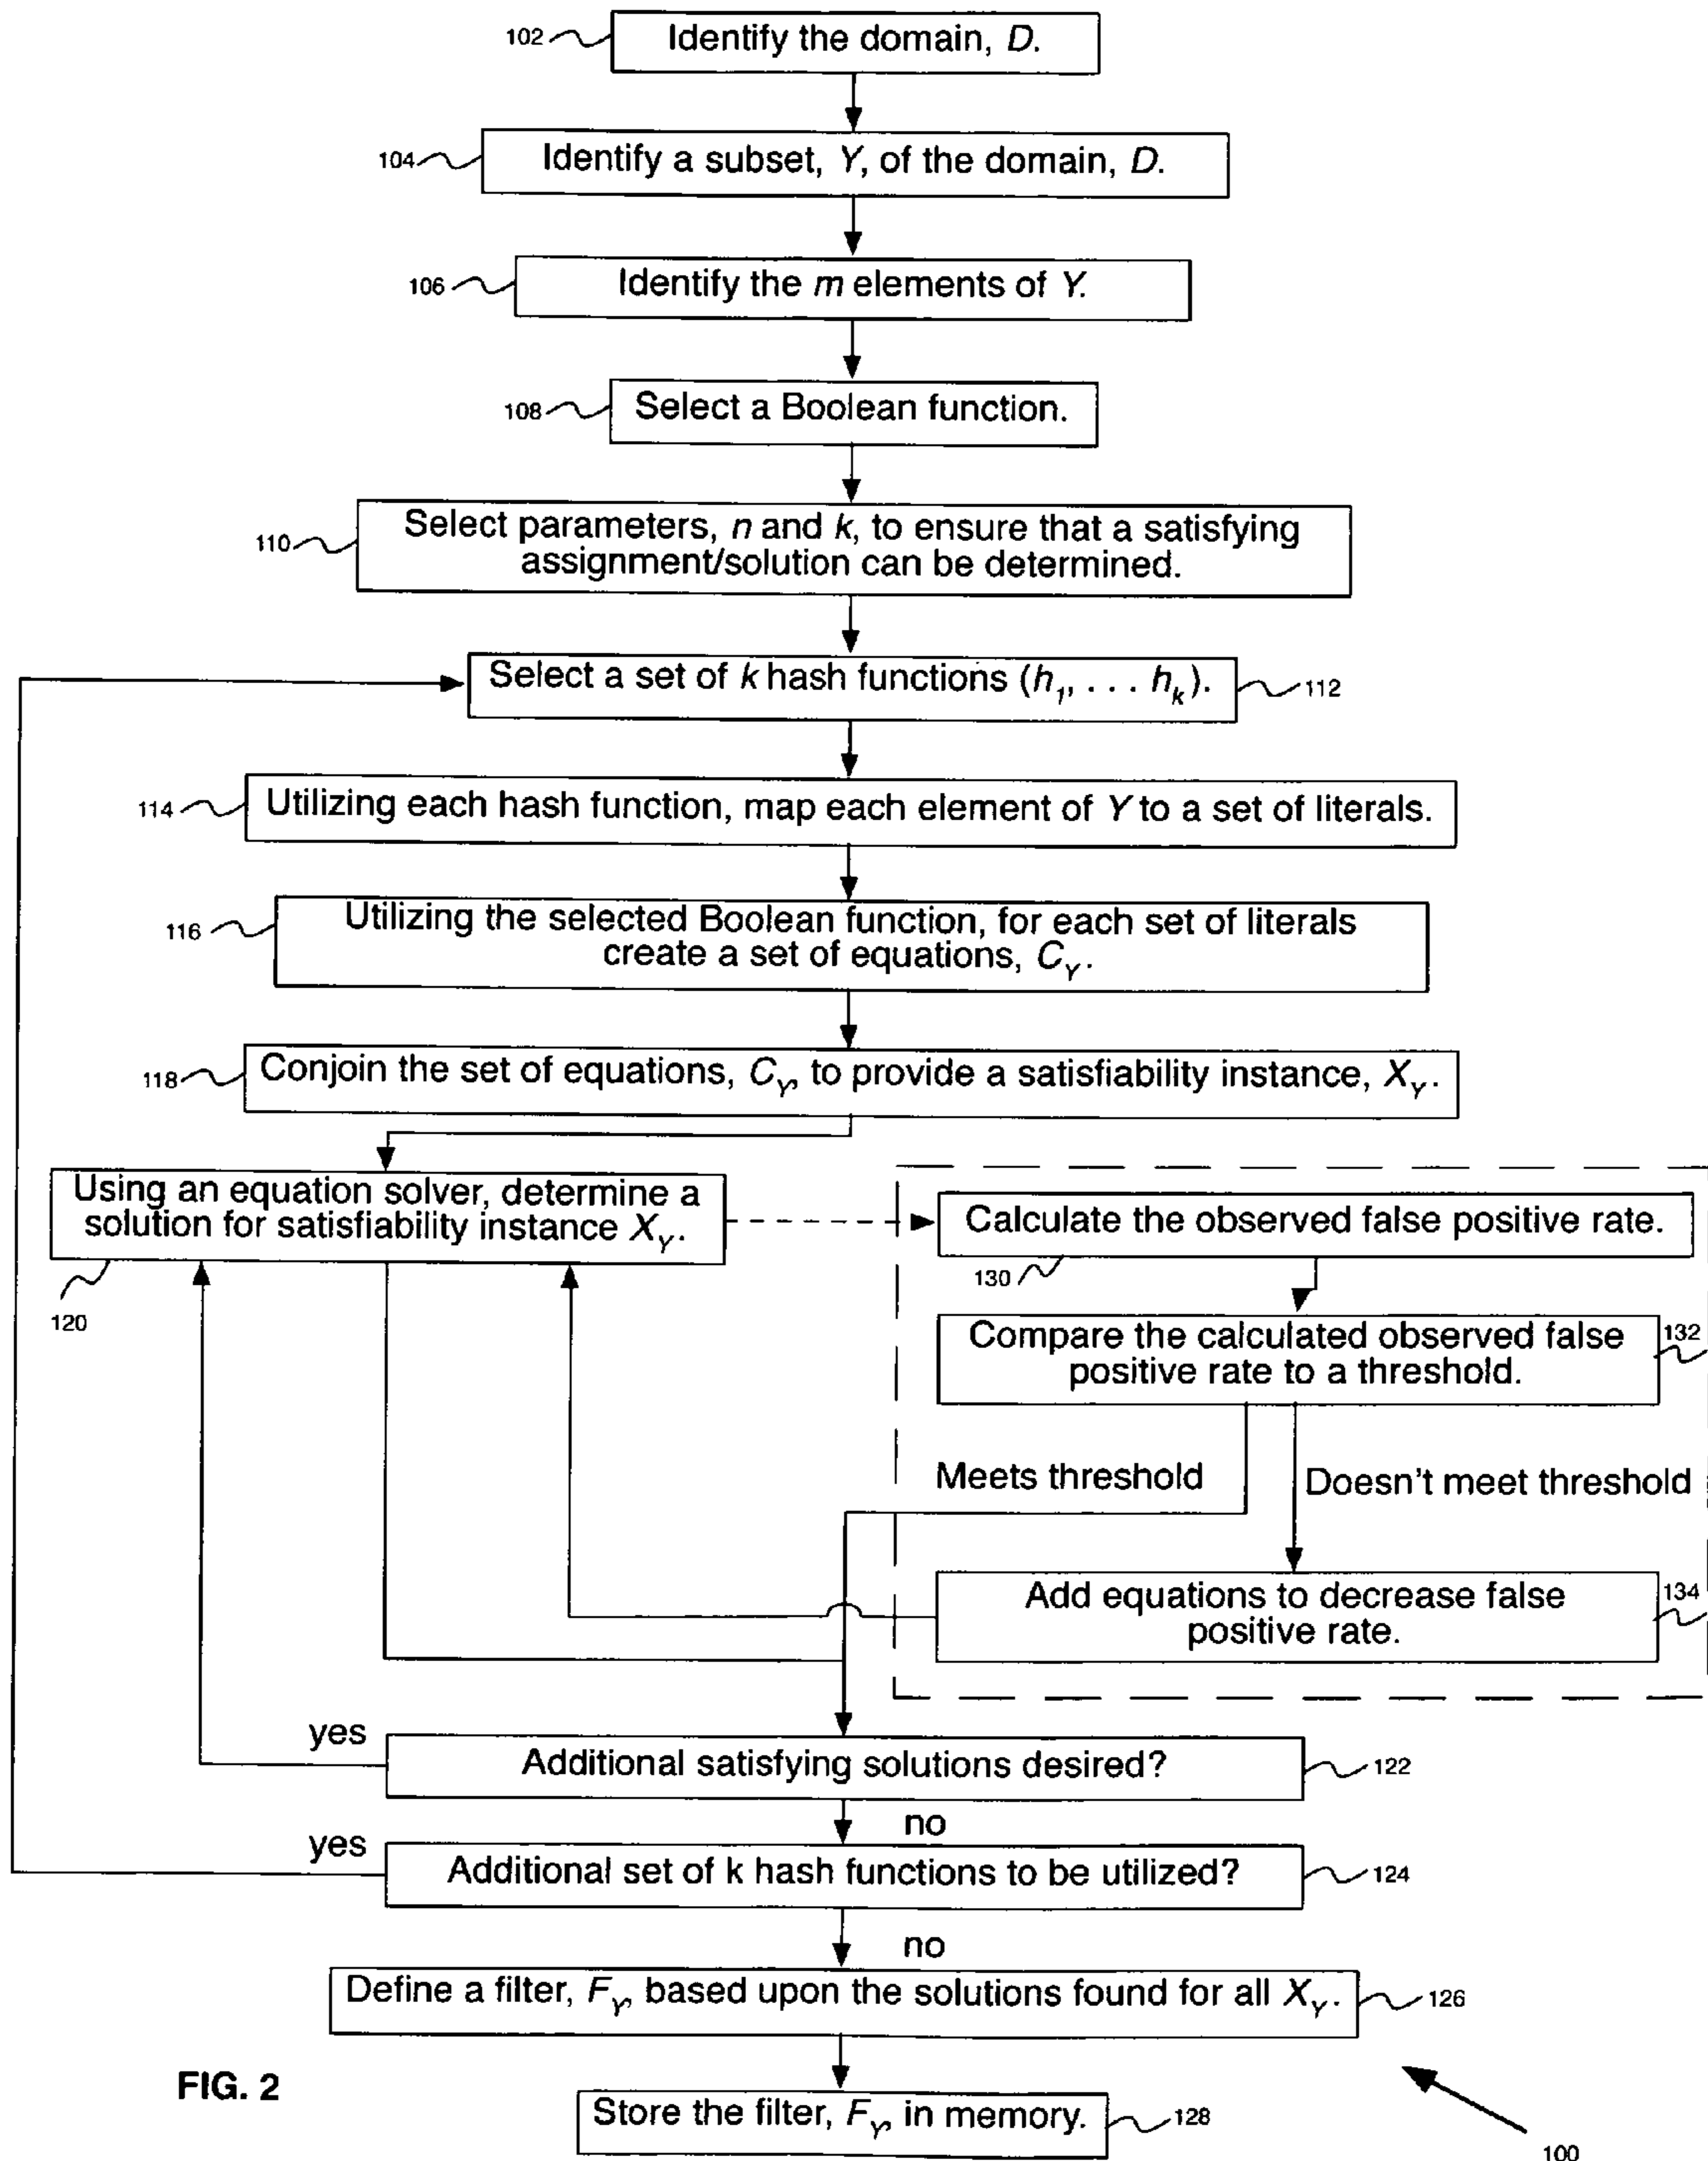 102
Identify the domain, D.
104
Identify a subset, Y, of the domain, D.
106
Identify the m elements of Y.
108
Select a Boolean function.
110
Select parameters, n and k, to ensure that a satisfying
assignment/solution can be determined.
Select a set of k hash functions (h₁, . . . hₖ).
112
114
Utilizing each hash function, map each element of Y to a set of literals.
116
Utilizing the selected Boolean function, for each set of literals
create a set of equations, C_Y.
118
Conjoin the set of equations, C_Y, to provide a satisfiability instance, X_Y.
Using an equation solver, determine a
solution for satisfiability instance X_Y.
120
Calculate the observed false positive rate.
130
Compare the calculated observed false
positive rate to a threshold.
132
Meets threshold
Doesn't meet threshold
Add equations to decrease false
positive rate.
134
yes
Additional satisfying solutions desired?
122
no
yes
Additional set of k hash functions to be utilized?
124
no
Define a filter, F_Y, based upon the solutions found for all X_Y.
126
FIG. 2
Store the filter, F_Y, in memory.
128
100